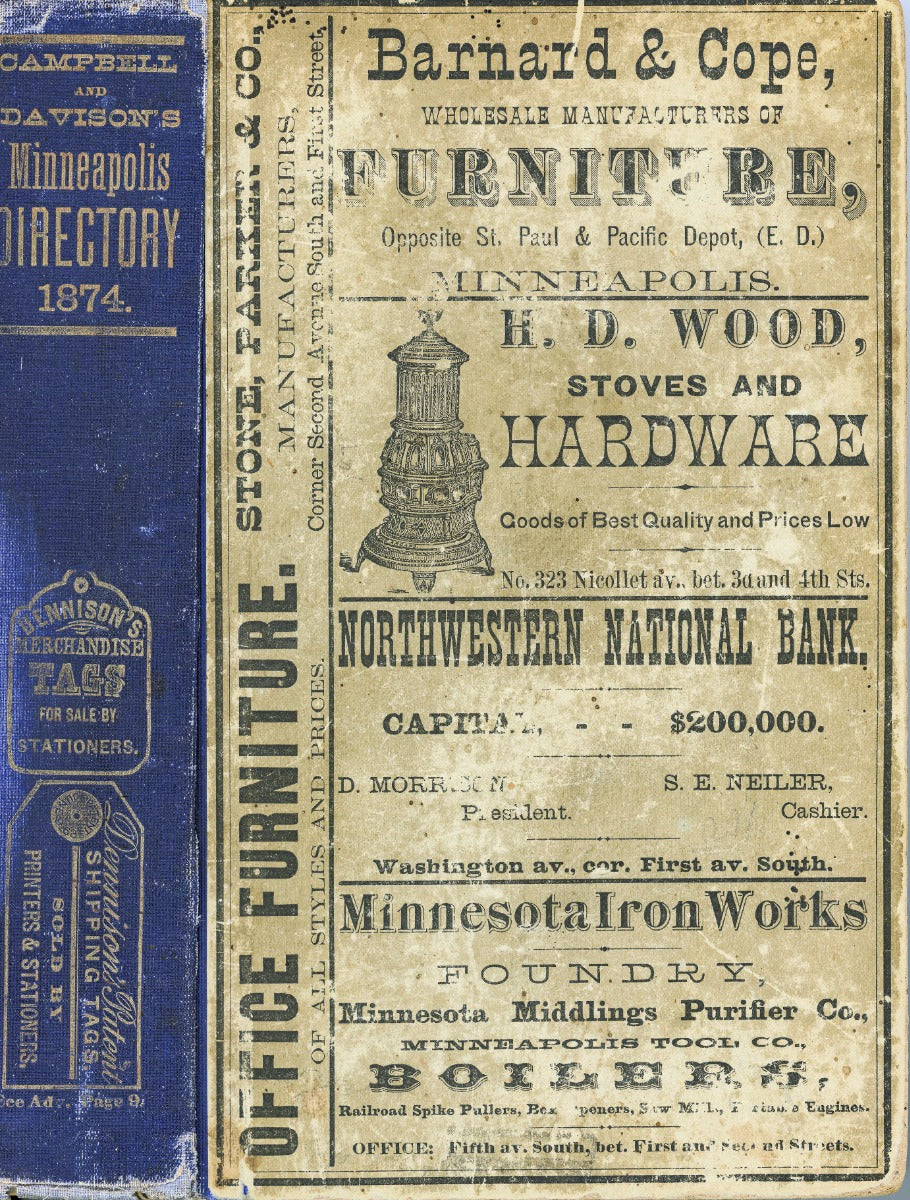 CAMPBELL
AND
DAVISON'S
Minneapolis
DIRECTORY
1874.
DENNISON'S
MERCHANDISE
TAGS
FOR SALE BY
STATIONERS.
Dennison's Patent
SHIPPING TAGS.
SOLD BY
PRINTERS & STATIONERS.
See Adv. Page 9.
OFFICE FURNITURE. STONE, PARKER & CO.,
MANUFACTURERS,
OF ALL STYLES AND PRICES. Corner Second Avenue South and First Street,
Barnard & Cope,
WHOLESALE MANUFACTURERS OF
FURNITURE,
Opposite St. Paul & Pacific Depot, (E. D.)
MINNEAPOLIS.
H. D. WOOD,
STOVES AND
HARDWARE
Goods of Best Quality and Prices Low
No. 323 Nicollet av., bet. 3d and 4th Sts.
NORTHWESTERN NATIONAL BANK,
CAPITAL, - - $200,000.
D. MORRISON S. E. NEILER,
President. Cashier.
Washington av., cor. First av. South.
Minnesota Iron Works
FOUNDRY,
Minnesota Middlings Purifier Co.,
MINNEAPOLIS TOOL CO.,
BOILERS,
Railroad Spike Pullers, Box Openers, Saw Mills, Portable Engines.
OFFICE: Fifth av. South, bet. First and Second Streets.